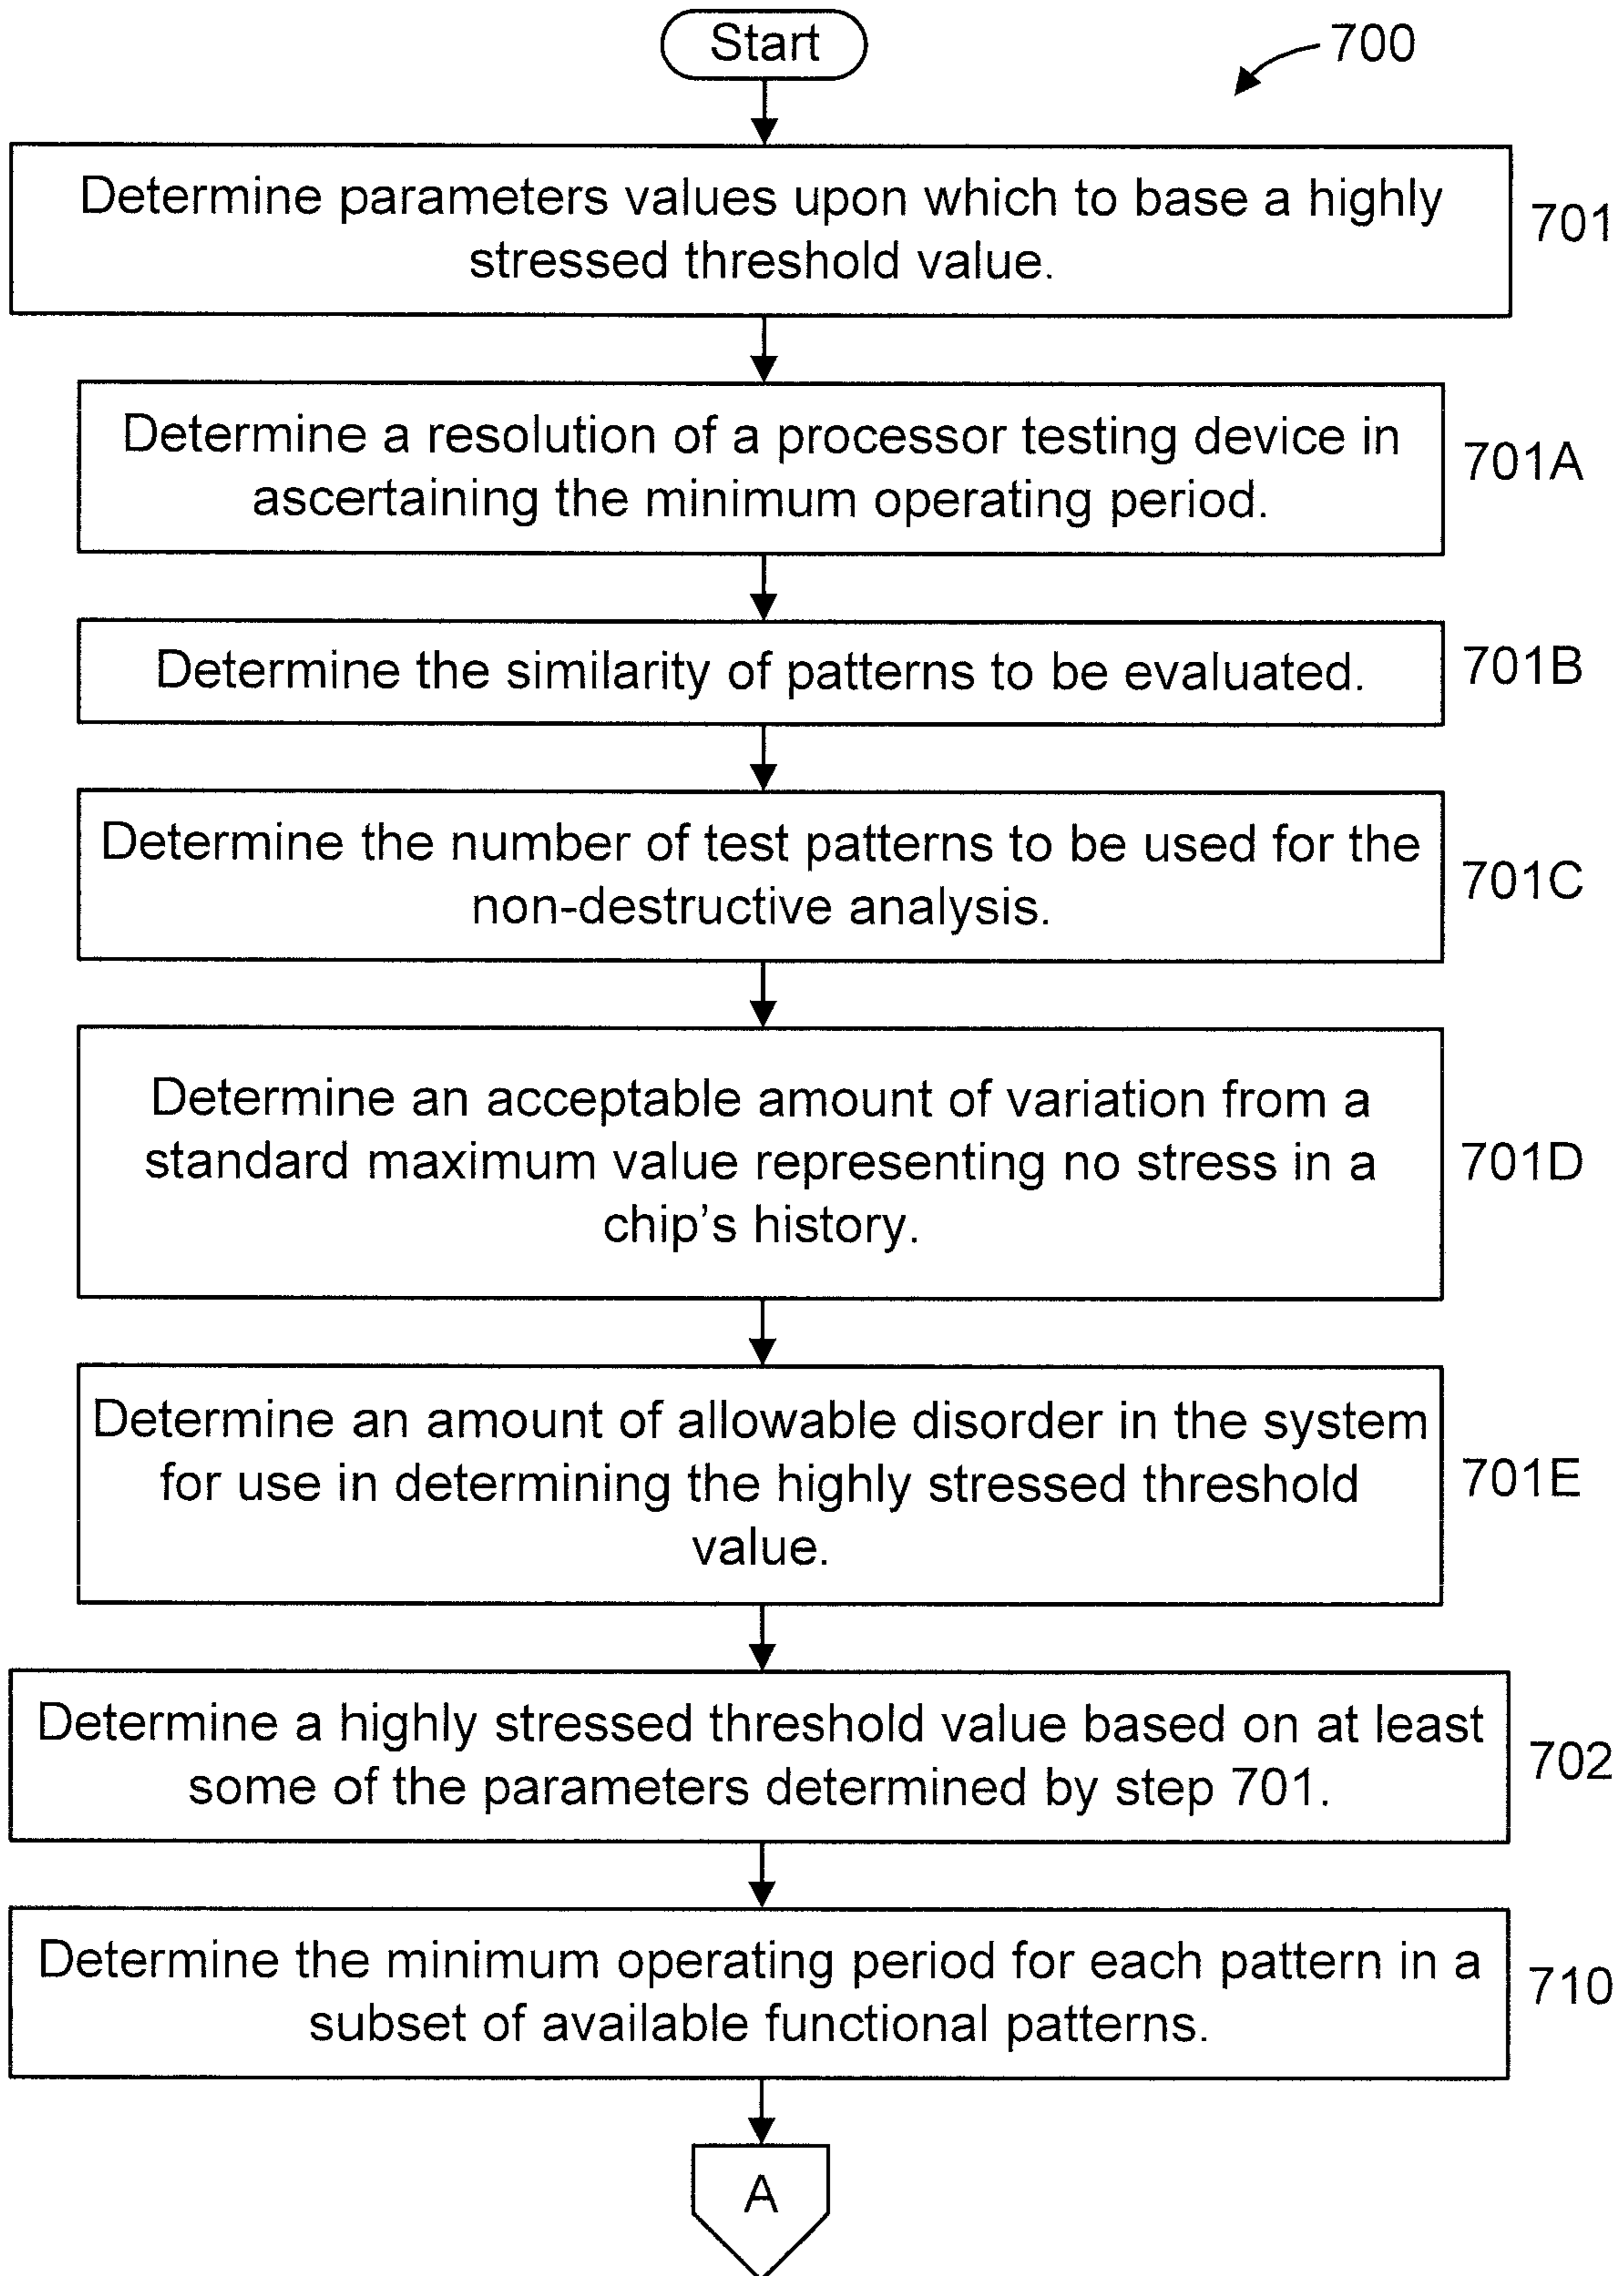 Start
700
Determine parameters values upon which to base a highly
stressed threshold value.
701
Determine a resolution of a processor testing device in
ascertaining the minimum operating period.
701A
Determine the similarity of patterns to be evaluated.
701B
Determine the number of test patterns to be used for the
non-destructive analysis.
701C
Determine an acceptable amount of variation from a
standard maximum value representing no stress in a
chip's history.
701D
Determine an amount of allowable disorder in the system
for use in determining the highly stressed threshold
value.
701E
Determine a highly stressed threshold value based on at least
some of the parameters determined by step 701.
702
Determine the minimum operating period for each pattern in a
subset of available functional patterns.
710
A